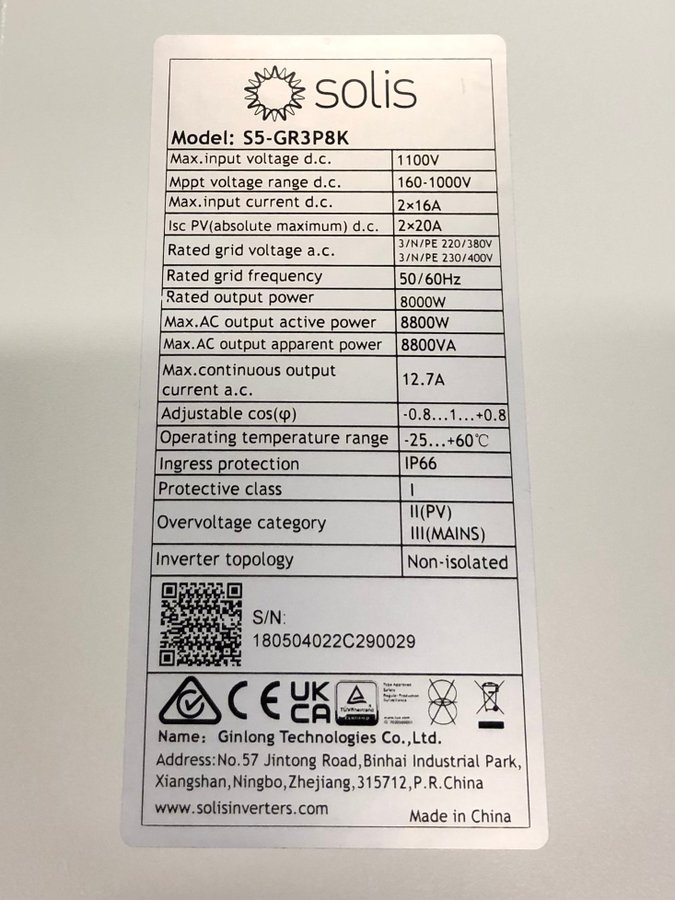 solis
Model: S5-GR3P8K
Max.input voltage d.c. 1100V
Mppt voltage range d.c. 160-1000V
Max.input current d.c. 2×16A
Isc PV(absolute maximum) d.c. 2×20A
Rated grid voltage a.c. 3/N/PE 220/380V
3/N/PE 230/400V
Rated grid frequency 50/60Hz
Rated output power 8000W
Max.AC output active power 8800W
Max.AC output apparent power 8800VA
Max.continuous output
current a.c. 12.7A
Adjustable cos(φ) -0.8...1...+0.8
Operating temperature range -25...+60℃
Ingress protection IP66
Protective class I
Overvoltage category II(PV)
III(MAINS)
Inverter topology Non-isolated
S/N:
180504022C290029
CE UK
CA
TÜVRheinland
Type Approved
Safety
Regular Production
Surveillance
Name: Ginlong Technologies Co.,Ltd.
Address:No.57 Jintong Road,Binhai Industrial Park,
Xiangshan,Ningbo,Zhejiang,315712,P.R.China
www.solisinverters.com
Made in China